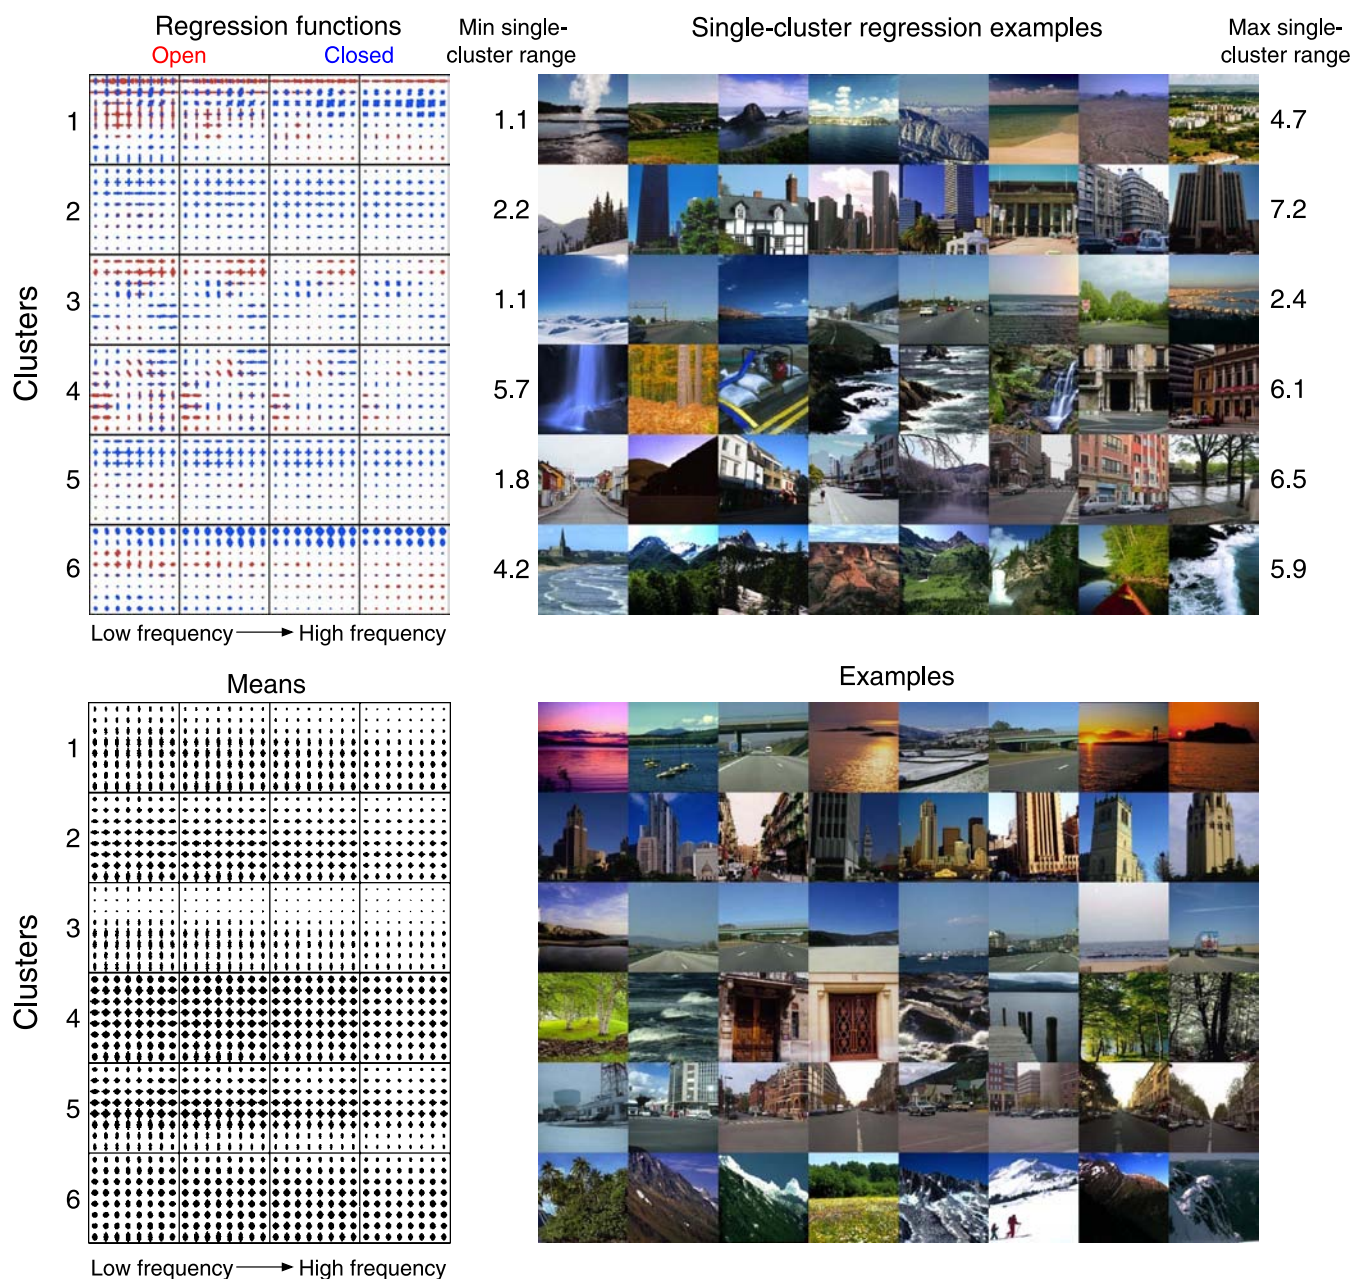 Regression functions
Open Closed
Min single-
cluster range
Single-cluster regression examples
Max single-
cluster range
Clusters
1 1.1 4.7
2 2.2 7.2
3 1.1 2.4
4 5.7 6.1
5 1.8 6.5
6 4.2 5.9
Low frequency High frequency
Means
Examples
Clusters
1
2
3
4
5
6
Low frequency High frequency